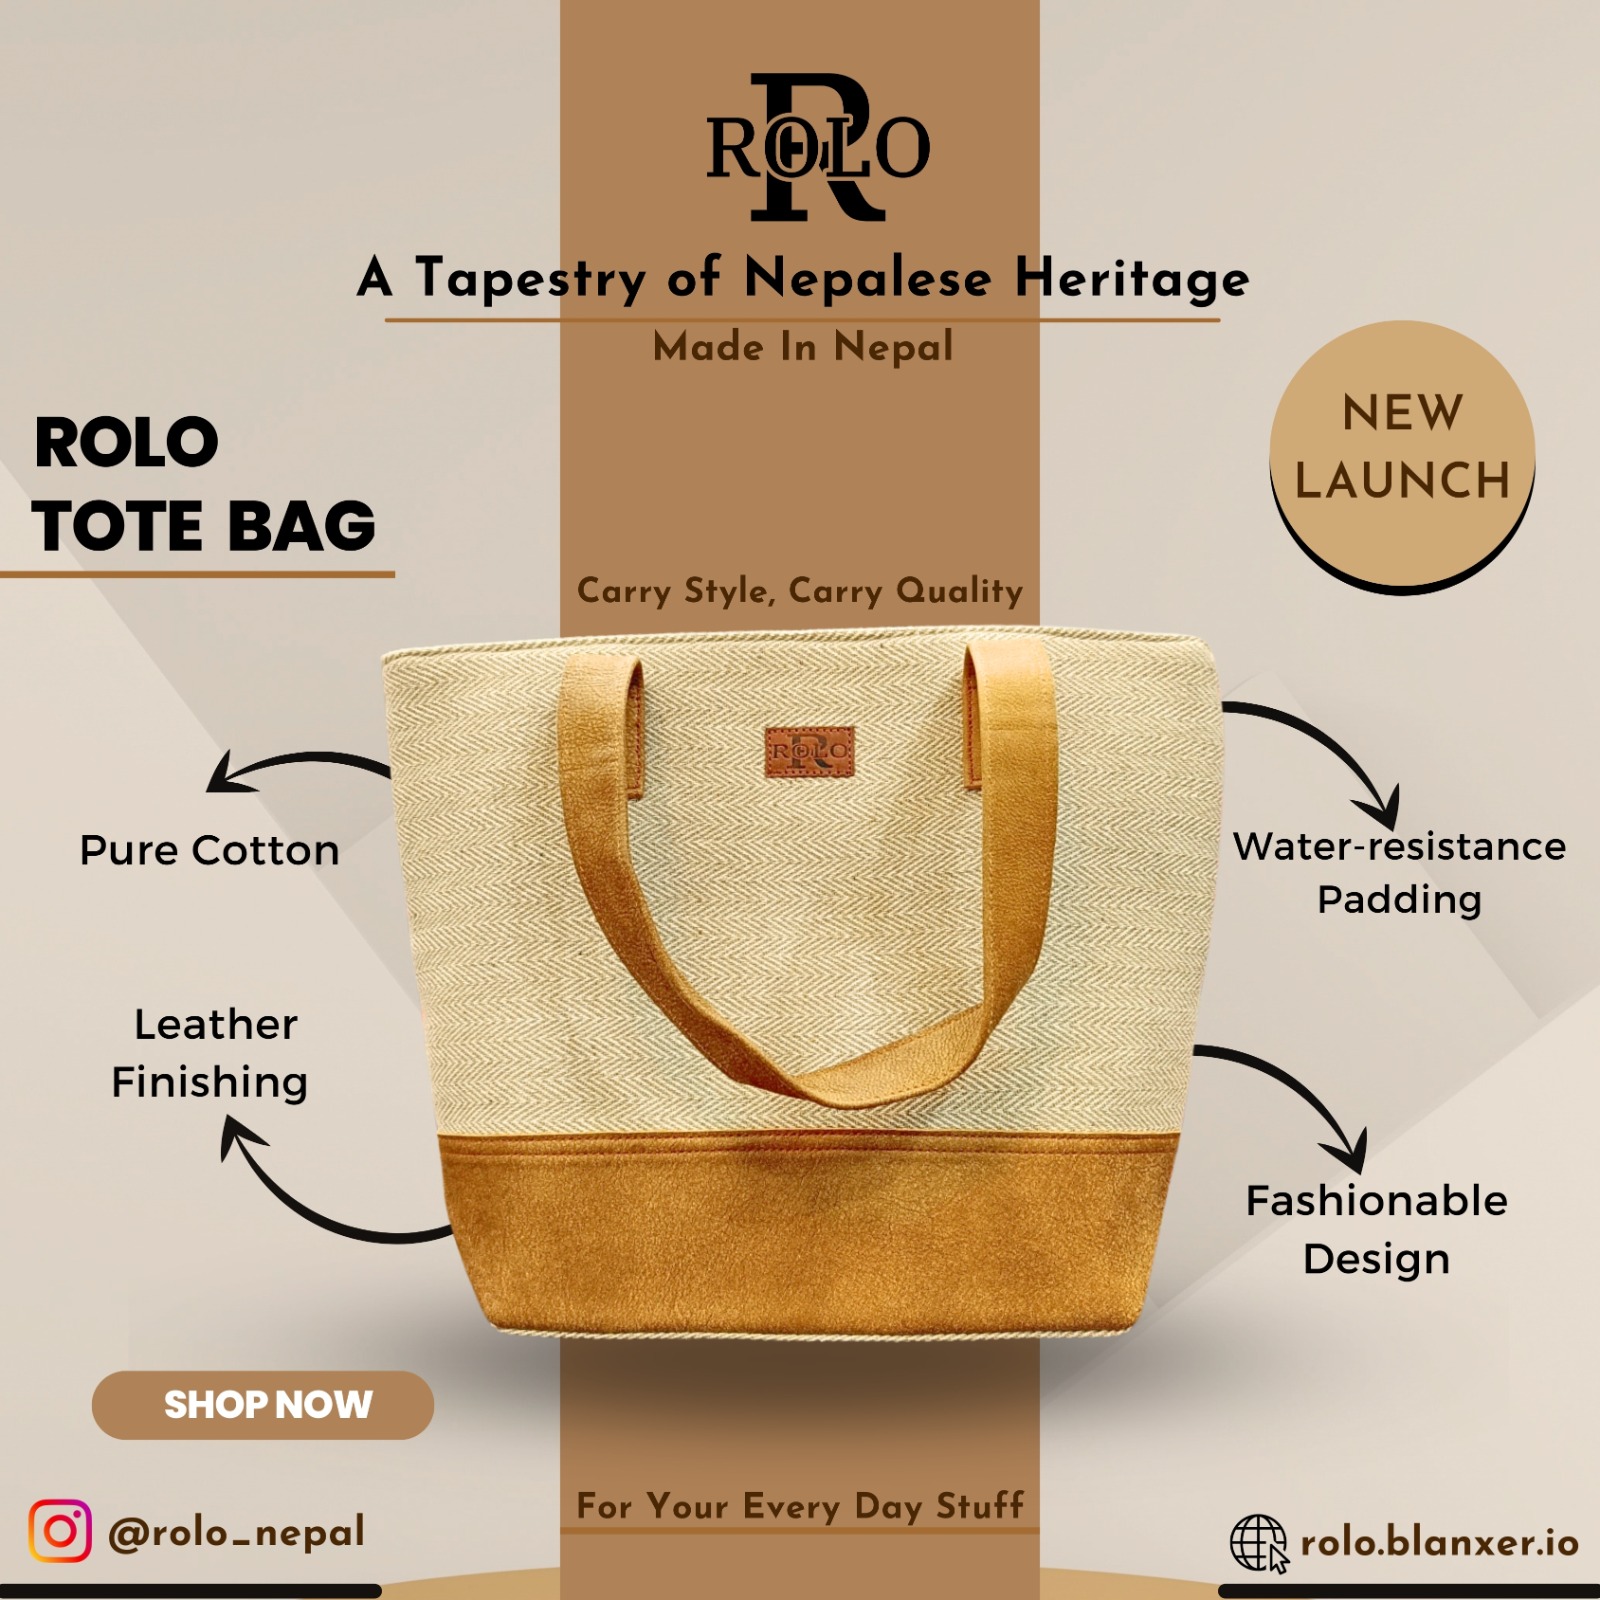 ROLO
A Tapestry of Nepalese Heritage
Made In Nepal
NEW
LAUNCH
ROLO
TOTE BAG
Carry Style, Carry Quality
ROLO
Pure Cotton
Water-resistance
Padding
Leather
Finishing
Fashionable
Design
SHOP NOW
For Your Every Day Stuff
@rolo_nepal
rolo.blanxer.io